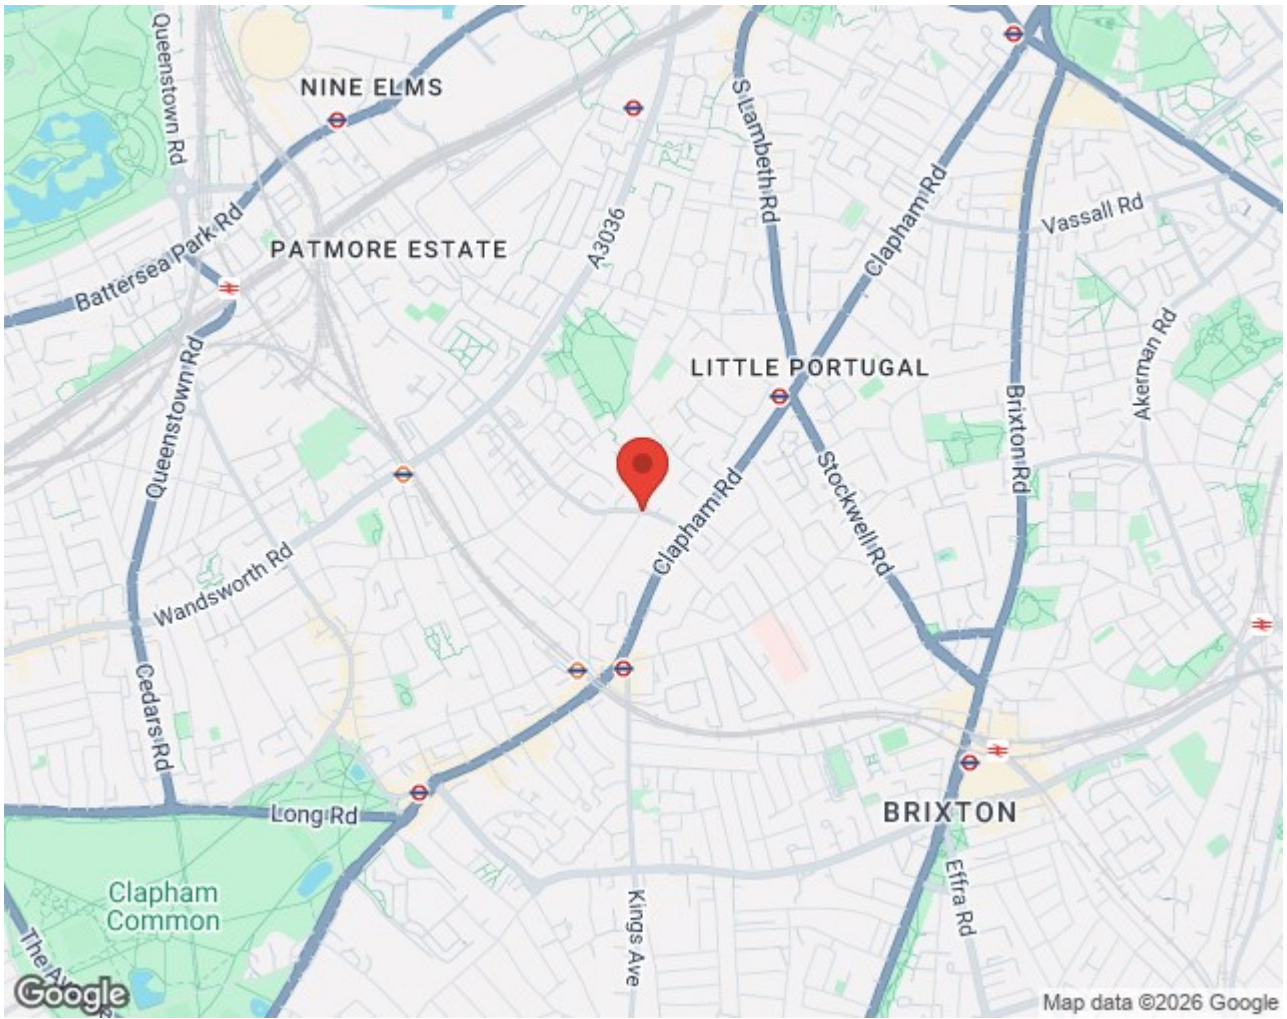 Queenstown Rd
NINE ELMS
S Lambeth Rd
Clapham Rd
Vassall Rd
A3036
PATMORE ESTATE
Battersea Park Rd
LITTLE PORTUGAL
Akerman Rd
Queenstown Rd
Brixton Rd
Clapham Rd
Stockwell Rd
Wandsworth Rd
Cedars Rd
Long Rd
BRIXTON
Clapham
Common
Effra Rd
Kings Ave
Google
Map data ©2026 Google